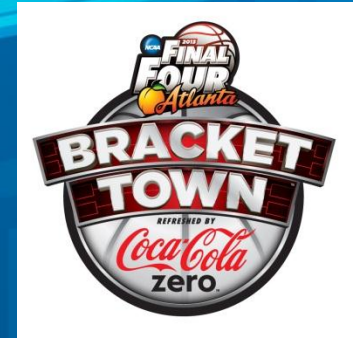 NCAA
2013
FINAL
FOUR
Atlanta
BRACKET
TOWN
REFRESHED BY
Coca-Cola
zero